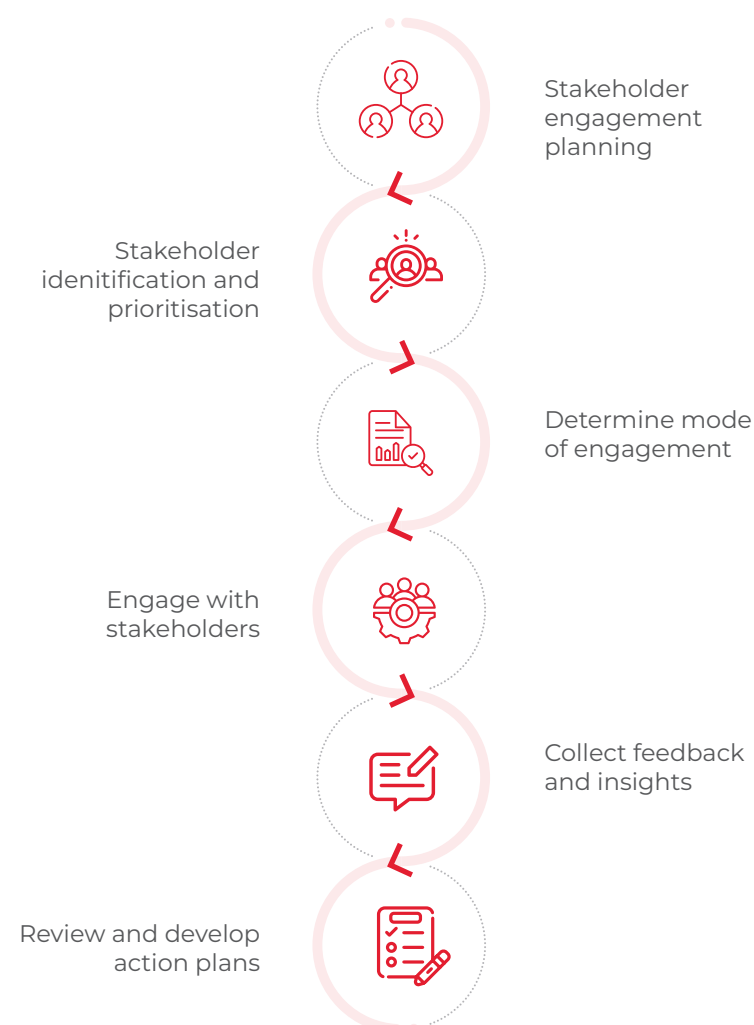 Stakeholder
engagement
planning
Stakeholder
idenitification and
prioritisation
Determine mode
of engagement
Engage with
stakeholders
Collect feedback
and insights
Review and develop
action plans